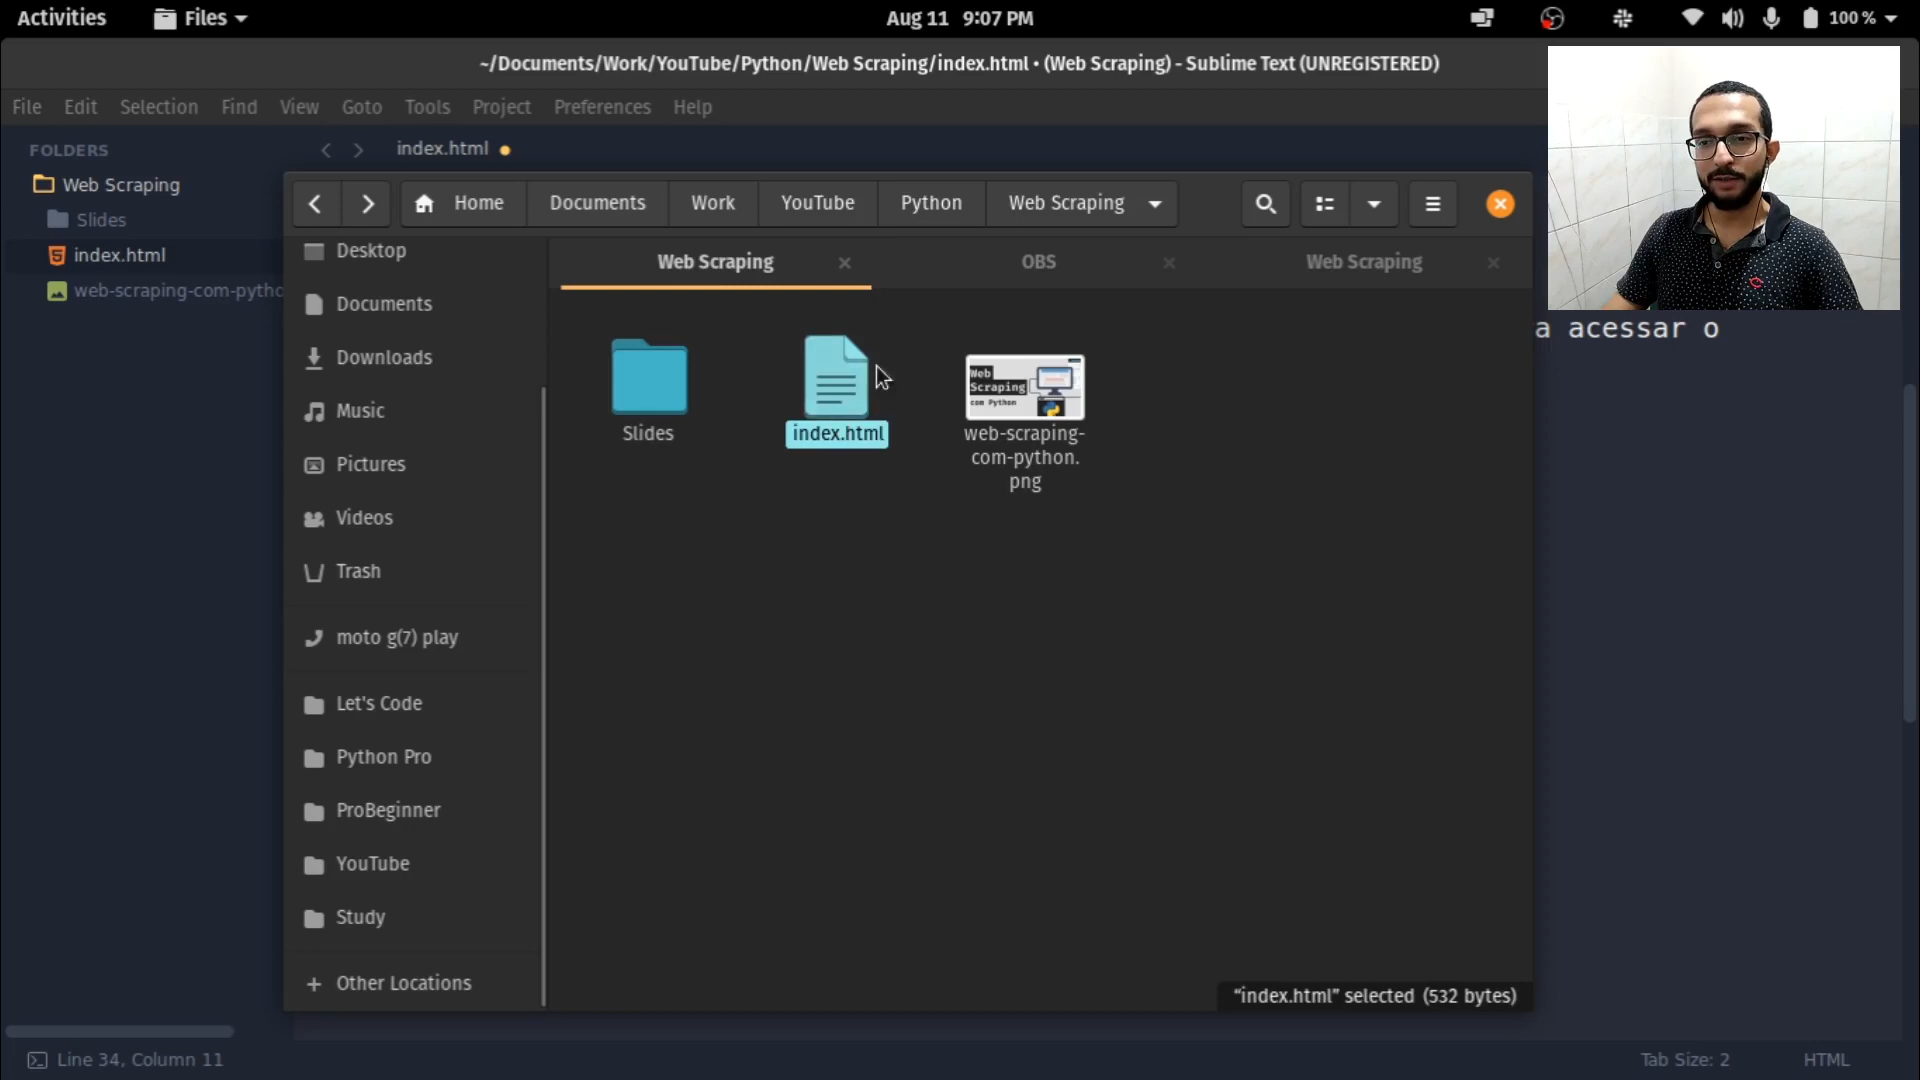 Activities
Files
Aug 11 9:07 PM
100 %
~/Documents/Work/YouTube/Python/Web Scraping/index.html • (Web Scraping) - Sublime Text (UNREGISTERED)
File Edit Selection Find View Goto Tools Project Preferences Help
FOLDERS
Web Scraping
Slides
index.html
web-scraping-com-pytho
index.html
a acessar o
Home Documents Work YouTube Python Web Scraping
Web Scraping
OBS
Web Scraping
Desktop
Documents
Downloads
Music
Pictures
Videos
Trash
moto g(7) play
Let's Code
Python Pro
ProBeginner
YouTube
Study
+ Other Locations
Slides
index.html
Web
Scraping
com Python
web-scraping-
com-python.
png
“index.html” selected (532 bytes)
Line 34, Column 11
Tab Size: 2
HTML